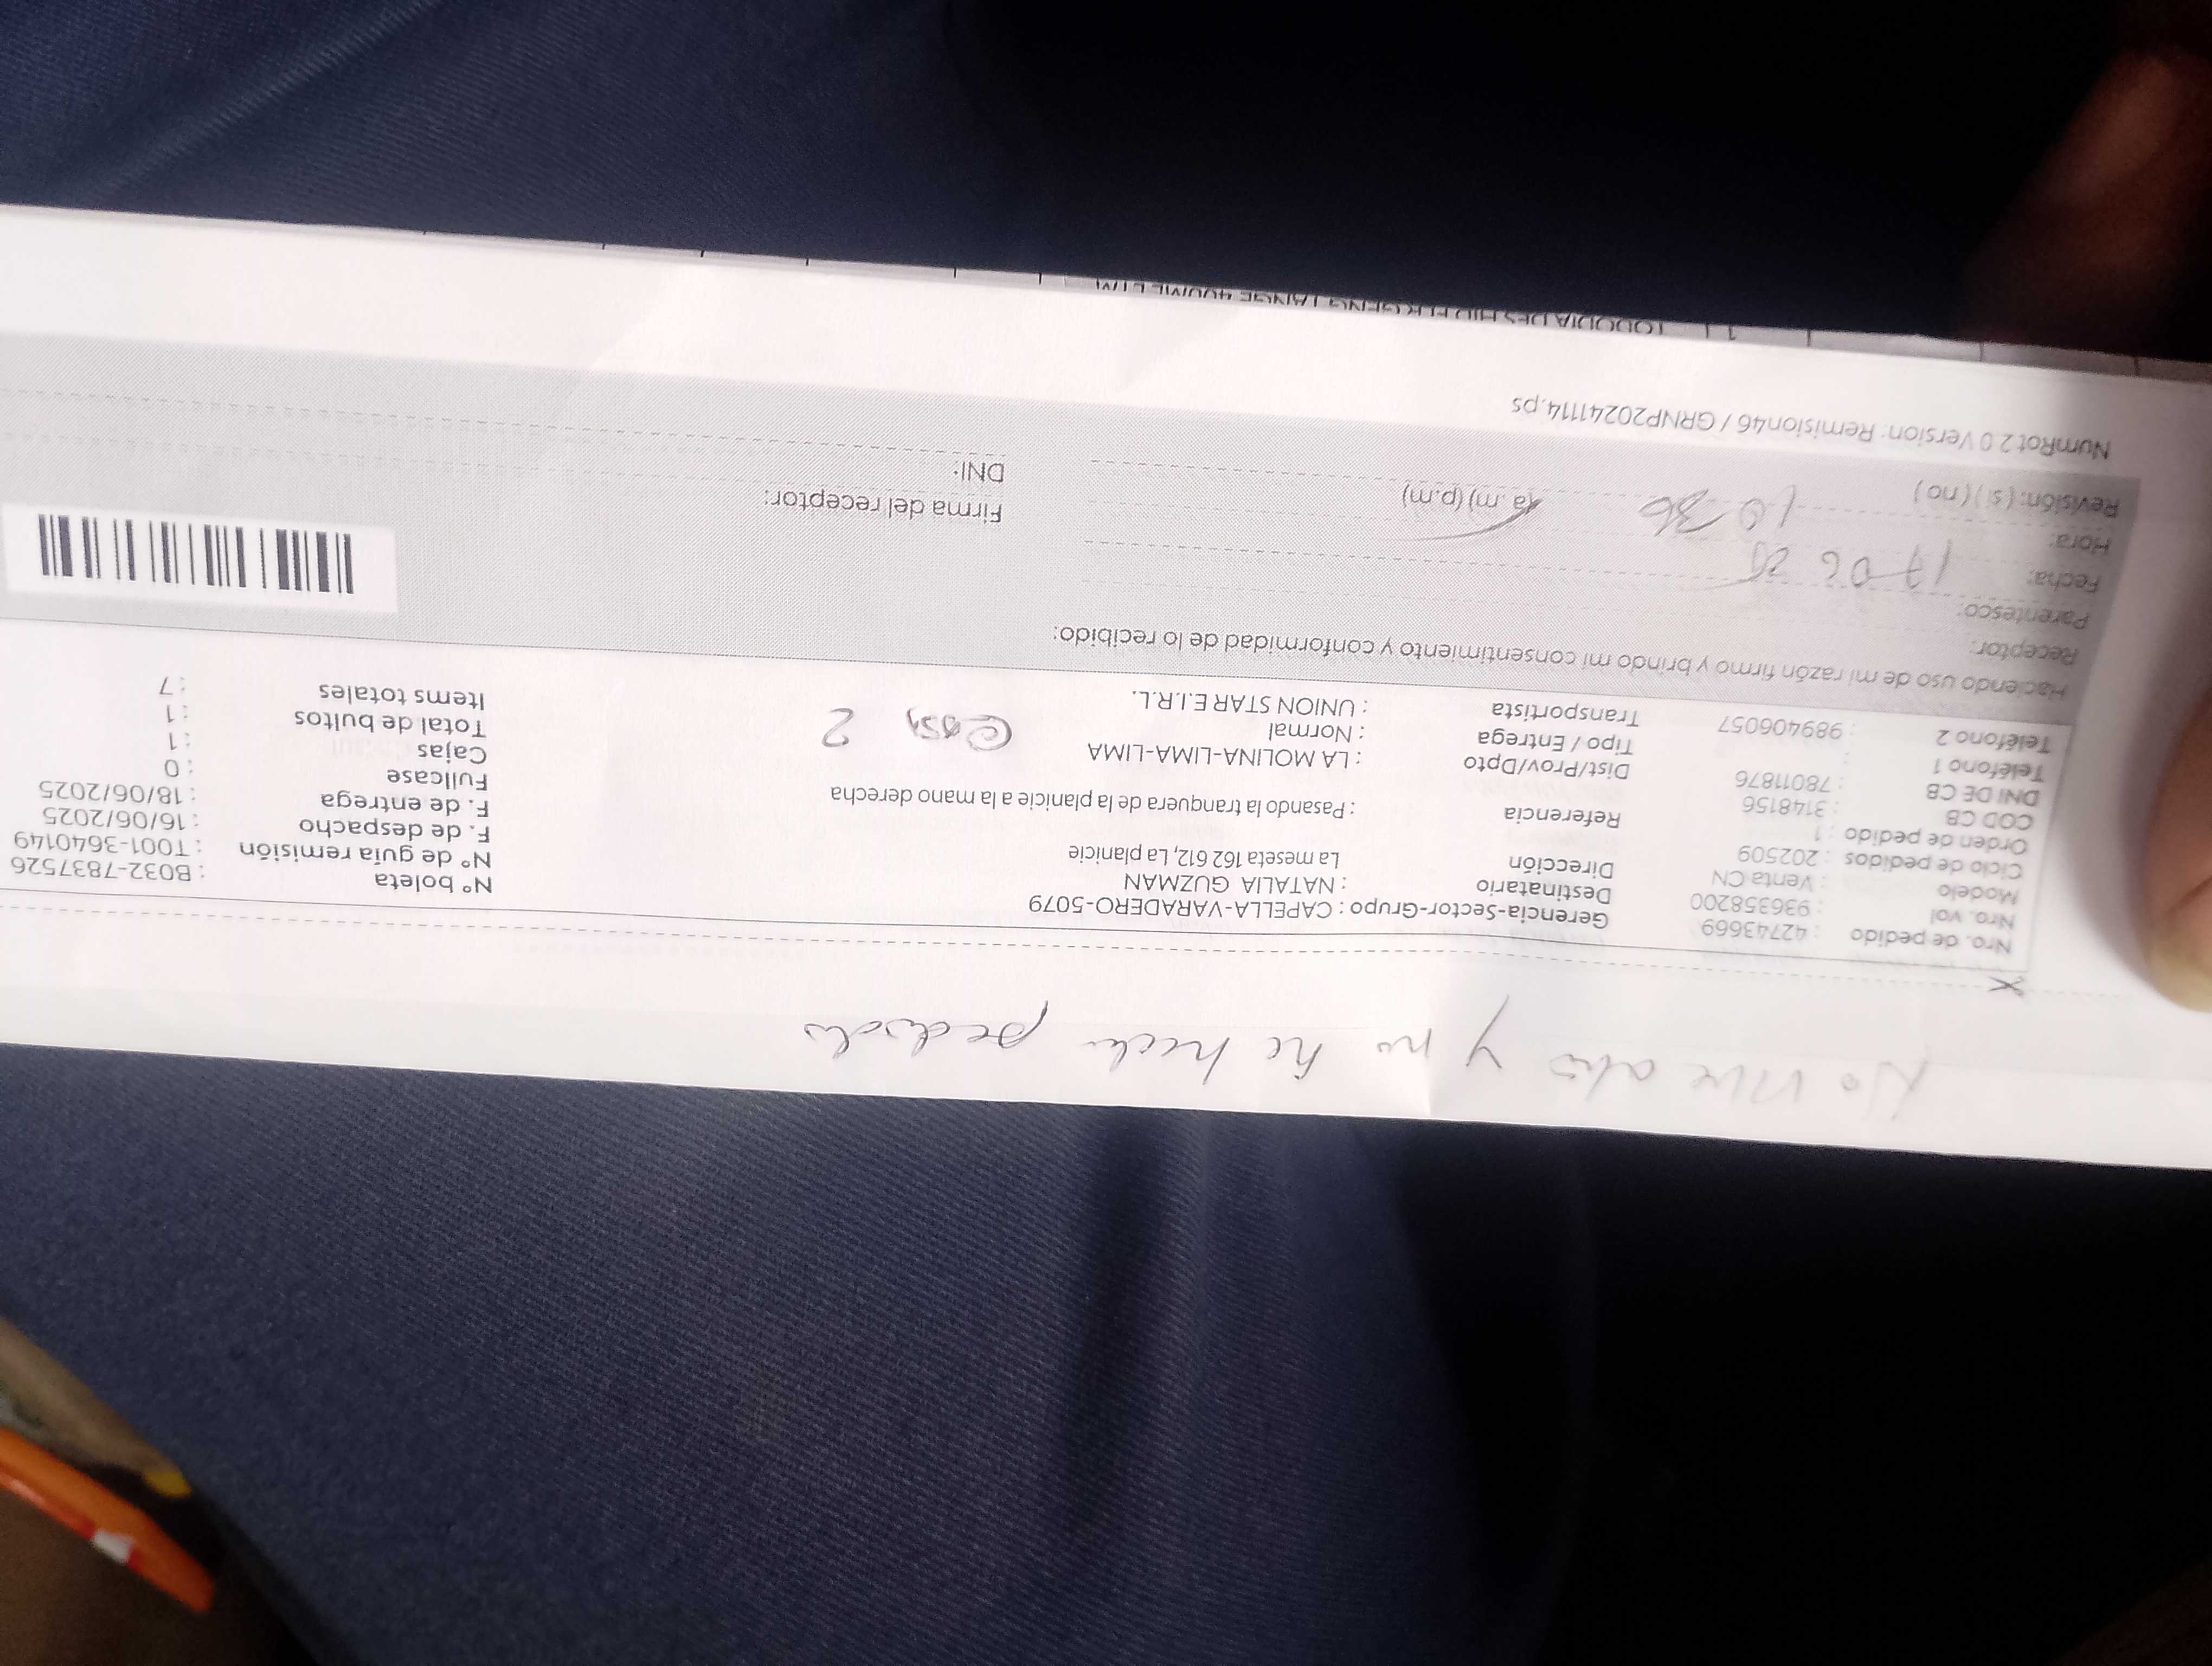 No vive alli y no he hecho pedido
Nro. de pedido : 42743669
Nro. vol : 936358200
Modelo : Venta CN
Ciclo de pedidos : 202509
Orden de pedido : 1
COD CB : 3148156
DNI DE CB : 78011876
Teléfono 1 :
Teléfono 2 : 989406057
Gerencia-Sector-Grupo : CAPELLA-VARADERO-5079
Destinatario : NATALIA GUZMAN
Dirección La meseta 162 612, La planicie
Referencia : Pasando la tranquera de la planicie a la mano derecha
Dist/Prov/Dpto : LA MOLINA-LIMA-LIMA
Tipo / Entrega : Normal
Transportista : UNION STAR E.I.R.L.
2
Nº boleta : B032-7837526
Nº de guía remisión : T001-3640149
F. de despacho : 16/06/2025
F. de entrega : 18/06/2025
Fullcase : 0
Cajas : 1
Total de bultos : 1
Items totales : 7
Haciendo uso de mi razón firmo y brindo mi consentimiento y conformidad de lo recibido:
Receptor:
Parentesco:
Fecha: 17 06 25
Hora: 10 36 (a.m) (p.m)
Revisión: (si) (no)
Firma del receptor:
DNI:
NumRot 2.0 Version: Remision46 / GRNP20241114.ps
1